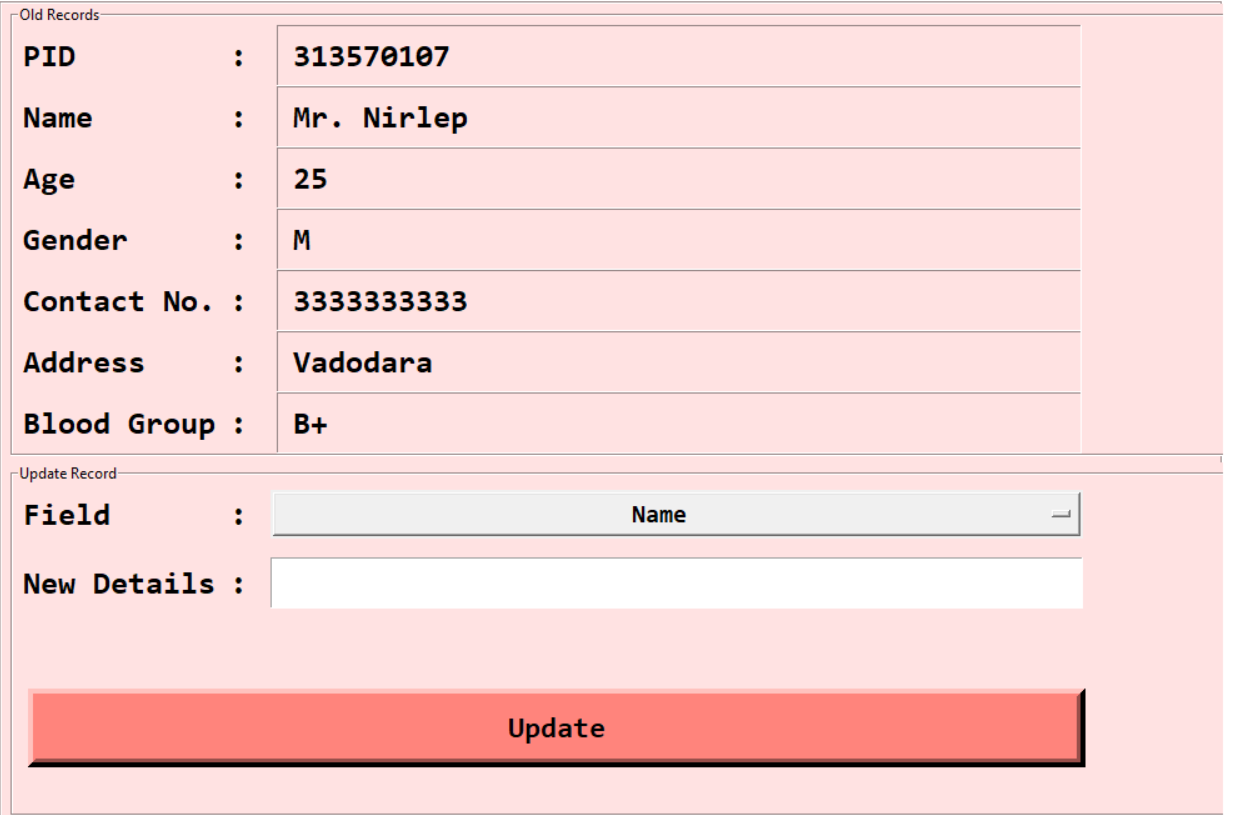 Old Records
PID : 313570107
Name : Mr. Nirlep
Age : 25
Gender : M
Contact No. : 3333333333
Address : Vadodara
Blood Group : B+
Update Record
Field : Name
New Details :
Update